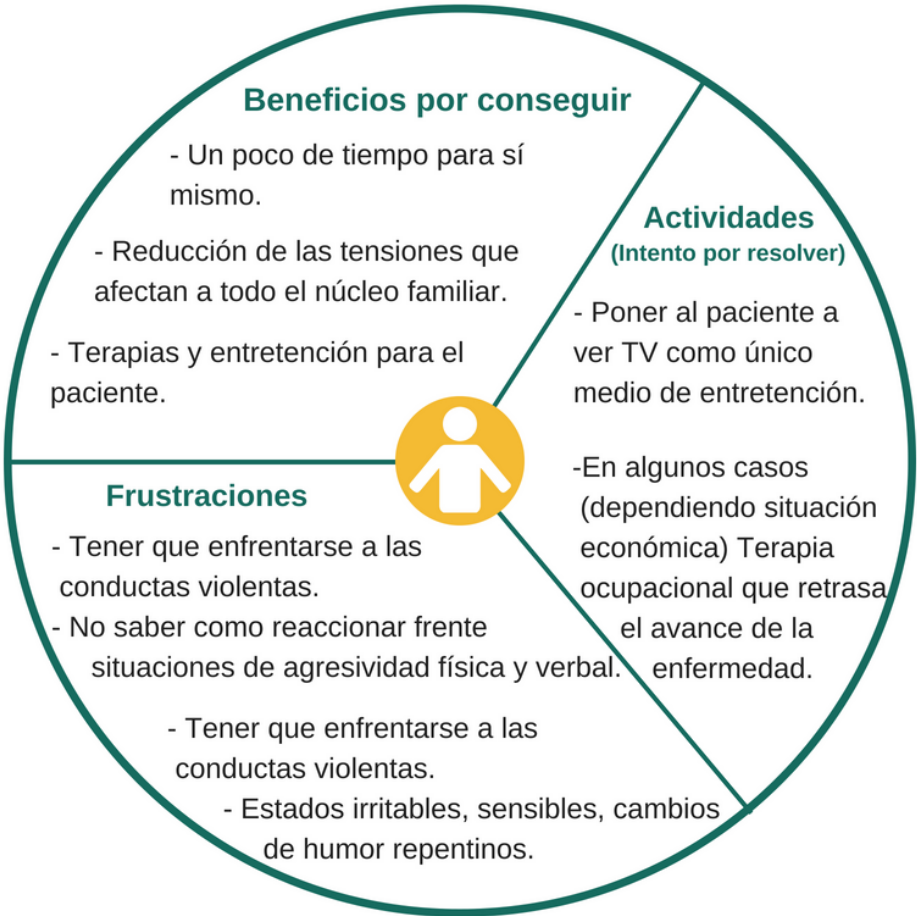 Beneficios por conseguir
- Un poco de tiempo para sí
mismo.
- Reducción de las tensiones que
afectan a todo el núcleo familiar.
- Terapias y entretención para el
paciente.
Actividades
(Intento por resolver)
- Poner al paciente a
ver TV como único
medio de entretención.
-En algunos casos
(dependiendo situación
económica) Terapia
ocupacional que retrasa
el avance de la
enfermedad.
Frustraciones
- Tener que enfrentarse a las
conductas violentas.
- No saber como reaccionar frente
situaciones de agresividad física y verbal.
- Tener que enfrentarse a las
conductas violentas.
- Estados irritables, sensibles, cambios
de humor repentinos.